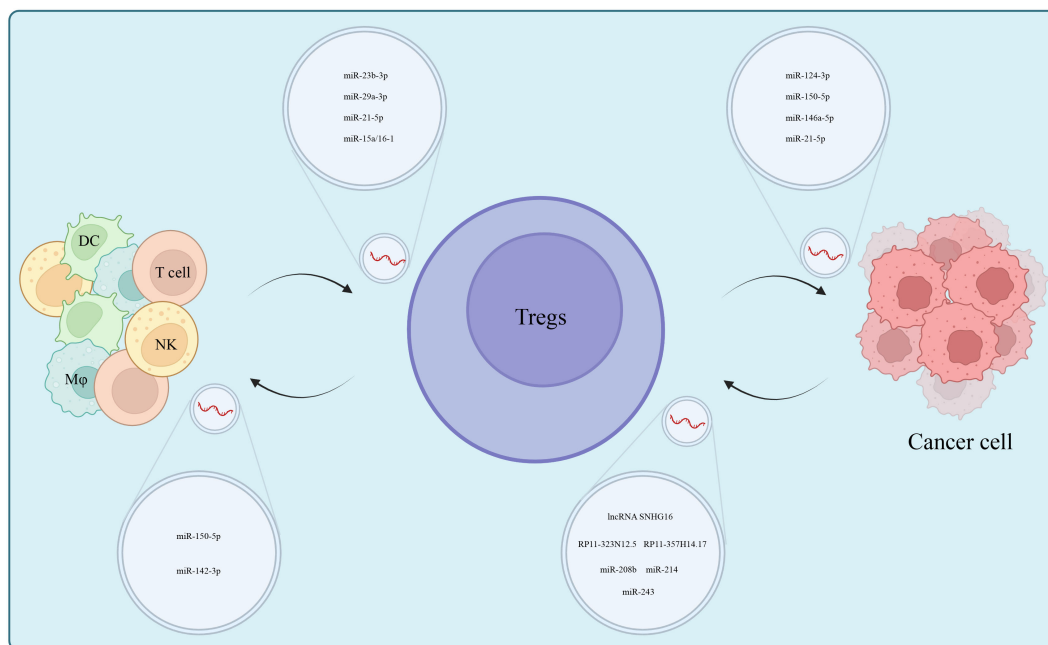 miR-23b-3p
miR-29a-3p
miR-21-5p
miR-15a/16-1
miR-124-3p
miR-150-5p
miR-146a-5p
miR-21-5p
DC
T cell
NK
Mφ
Tregs
Cancer cell
miR-150-5p
miR-142-3p
lncRNA SNHG16
RP11-323N12.5 RP11-357H14.17
miR-208b miR-214
miR-243